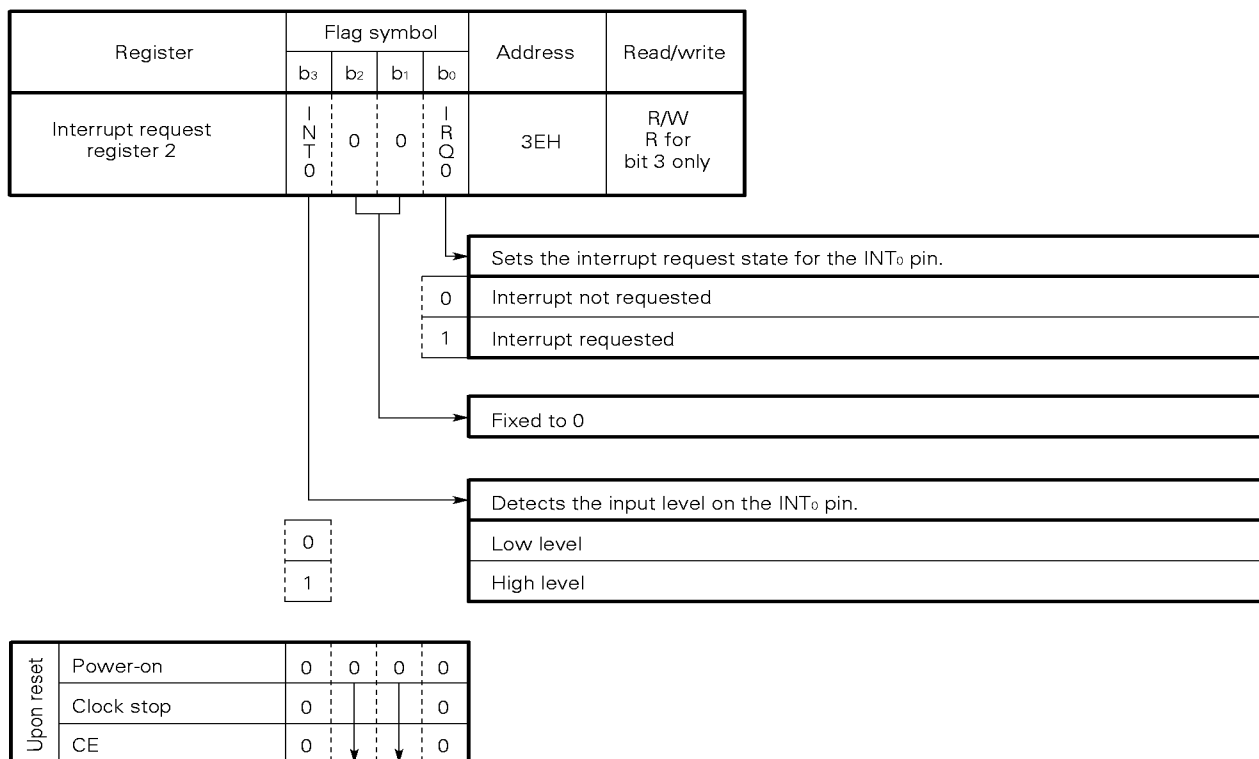 Register
Flag symbol
Address
Read/write
b₃ b₂ b₁ b₀
Interrupt request
register 2
INT0
0
0
IRQ0
3EH
R/W
R for
bit 3 only
Sets the interrupt request state for the INT₀ pin.
0 Interrupt not requested
1 Interrupt requested
Fixed to 0
Detects the input level on the INT₀ pin.
0 Low level
1 High level
Upon reset
Power-on 0 0 0 0
Clock stop 0 0
CE 0 0